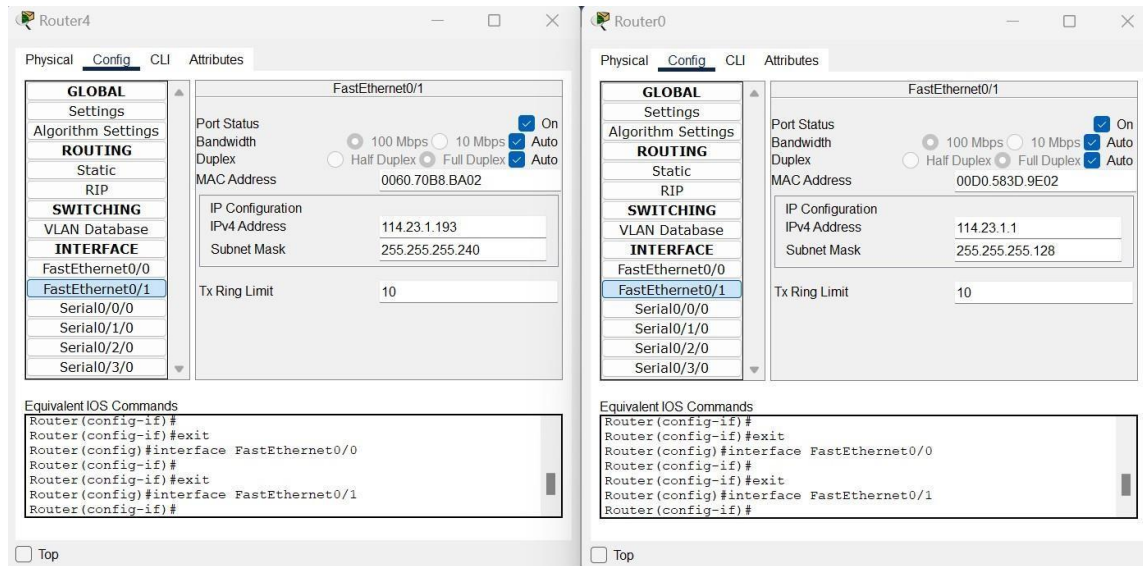 Router4
Physical Config CLI Attributes
GLOBAL
Settings
Algorithm Settings
ROUTING
Static
RIP
SWITCHING
VLAN Database
INTERFACE
FastEthernet0/0
FastEthernet0/1
Serial0/0/0
Serial0/1/0
Serial0/2/0
Serial0/3/0
FastEthernet0/1
Port Status On
Bandwidth 100 Mbps 10 Mbps Auto
Duplex Half Duplex Full Duplex Auto
MAC Address 0060.70B8.BA02
IP Configuration
IPv4 Address 114.23.1.193
Subnet Mask 255.255.255.240
Tx Ring Limit 10
Equivalent IOS Commands
Router(config-if)#
Router(config-if)#exit
Router(config)#interface FastEthernet0/0
Router(config-if)#
Router(config-if)#exit
Router(config)#interface FastEthernet0/1
Router(config-if)#
Top
Router0
Physical Config CLI Attributes
GLOBAL
Settings
Algorithm Settings
ROUTING
Static
RIP
SWITCHING
VLAN Database
INTERFACE
FastEthernet0/0
FastEthernet0/1
Serial0/0/0
Serial0/1/0
Serial0/2/0
Serial0/3/0
FastEthernet0/1
Port Status On
Bandwidth 100 Mbps 10 Mbps Auto
Duplex Half Duplex Full Duplex Auto
MAC Address 00D0.583D.9E02
IP Configuration
IPv4 Address 114.23.1.1
Subnet Mask 255.255.255.128
Tx Ring Limit 10
Equivalent IOS Commands
Router(config-if)#
Router(config-if)#exit
Router(config)#interface FastEthernet0/0
Router(config-if)#
Router(config-if)#exit
Router(config)#interface FastEthernet0/1
Router(config-if)#
Top